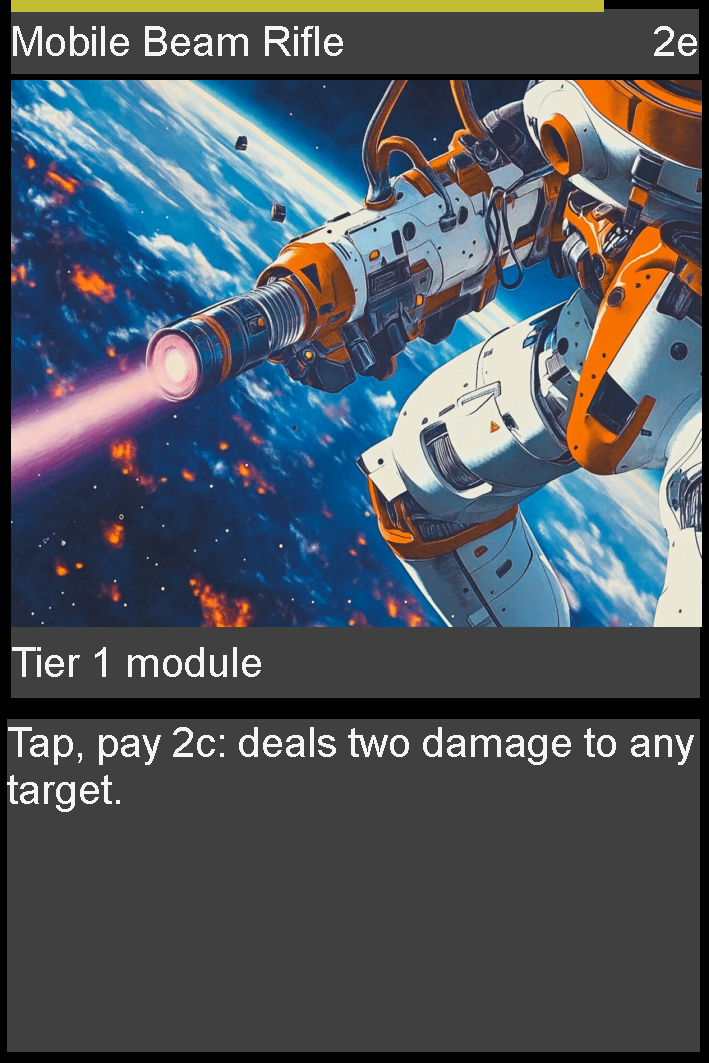 Mobile Beam Rifle 2e
Tier 1 module
Tap, pay 2c: deals two damage to any
target.